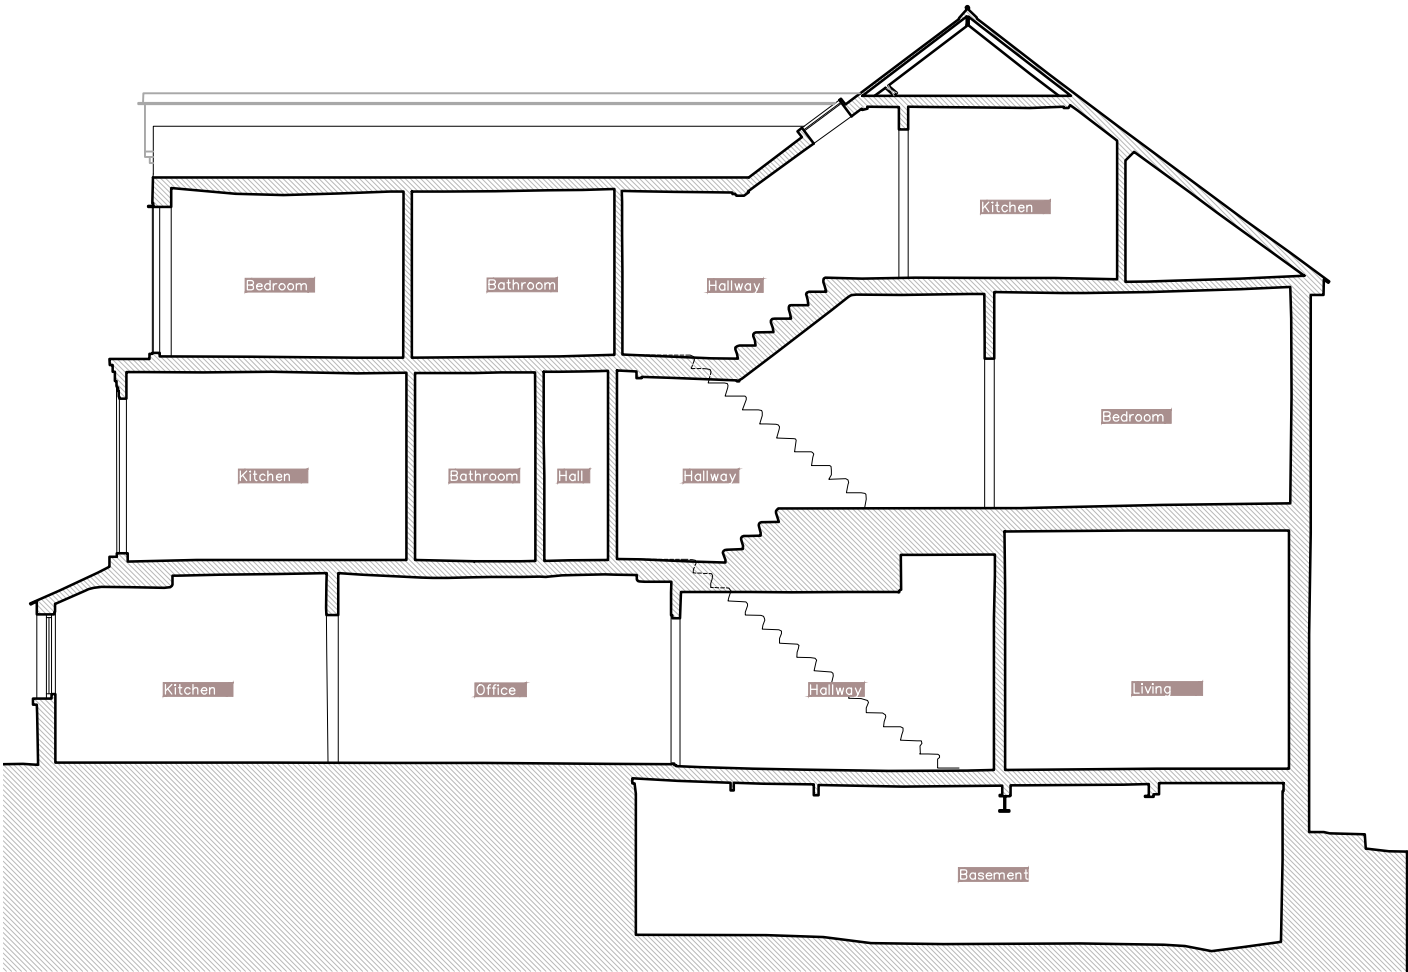 Kitchen
Bedroom
Bathroom
Hallway
Bedroom
Kitchen
Bathroom
Hall
Hallway
Kitchen
Office
Hallway
Living
Basement